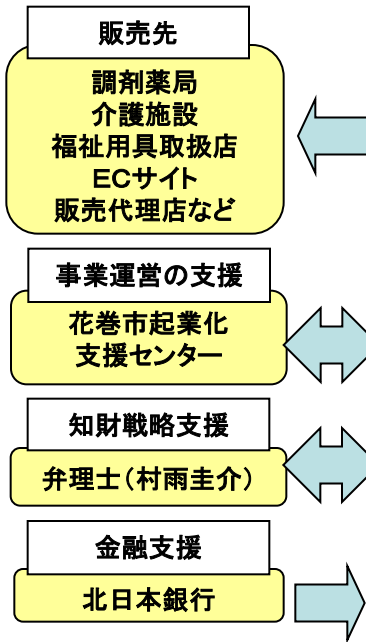 販売先
調剤薬局
介護施設
福祉用具取扱店
ECサイト
販売代理店など
事業運営の支援
花巻市起業化
支援センター
知財戦略支援
弁理士（村雨圭介）
金融支援
北日本銀行